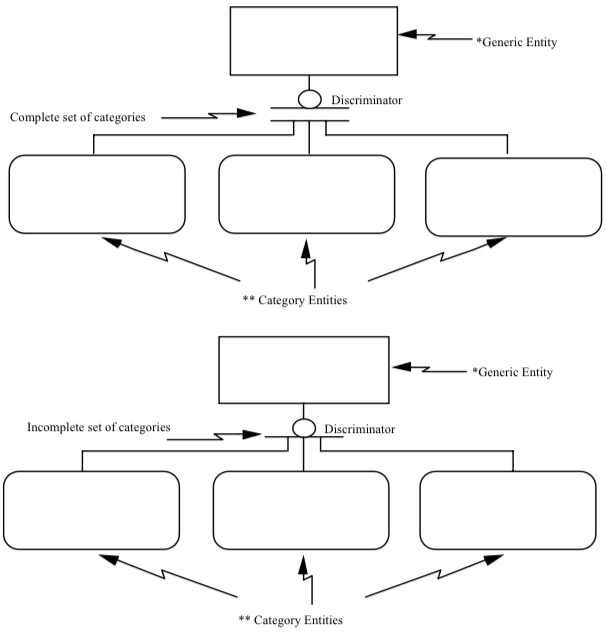 *Generic Entity
Discriminator
Complete set of categories
** Category Entities
*Generic Entity
Incomplete set of categories
Discriminator
** Category Entities